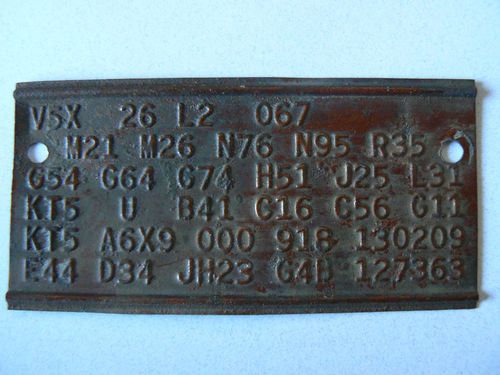 V5X 26 L2 067
M21 M26 N76 N95 R35
G54 G64 G74 H51 J25 L31
KT5 U B41 C16 C56 G11
KT5 A6X9 000 918 130209
E44 D34 JH23 G4D 127363